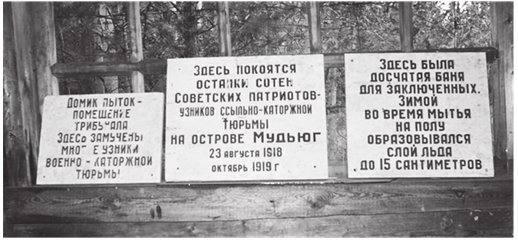 ДОМИК ПЫТОК-
ПОМЕЩЕНИЕ
ТРИБУНАЛА
ЗДЕСЬ ЗАМУЧЕНЫ
МНОГ Е УЗНИКИ
ВОЕННО - КАТОРЖНОЙ
ТЮРЬМЫ
ЗДЕСЬ ПОКОЯТСЯ
ОСТАНКИ СОТЕН
СОВЕТСКИХ ПАТРИОТОВ-
УЗНИКОВ ССЫЛЬНО-КАТОРЖНОЙ
ТЮРЬМЫ
НА ОСТРОВЕ МУДЬЮГ
23 АВГУСТА 1918
ОКТЯБРЬ 1919 Г
ЗДЕСЬ БЫЛА
ДОСЧАТАЯ БАНЯ
ДЛЯ ЗАКЛЮЧЕННЫХ.
ЗИМОЙ
ВО ВРЕМЯ МЫТЬЯ
НА ПОЛУ
ОБРАЗОВЫВАЛСЯ
СЛОЙ ЛЬДА
ДО 15 САНТИМЕТРОВ